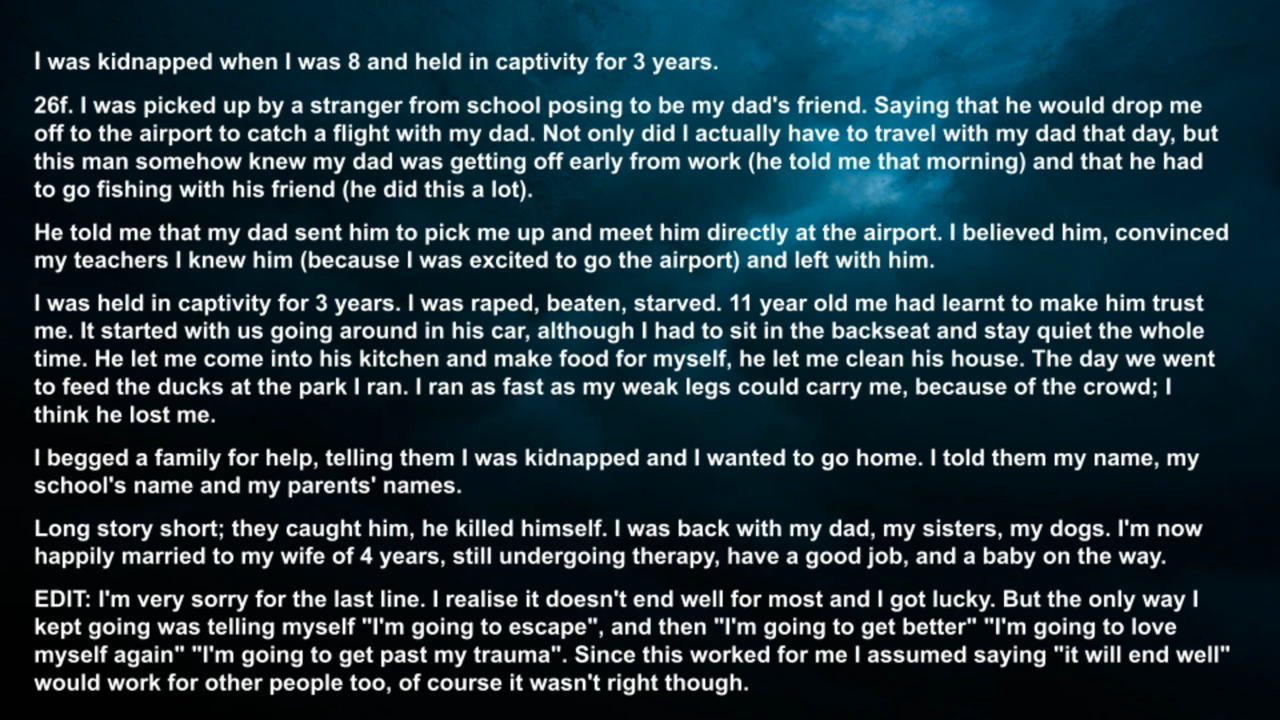 I was kidnapped when I was 8 and held in captivity for 3 years.
26f. I was picked up by a stranger from school posing to be my dad's friend. Saying that he would drop me
off to the airport to catch a flight with my dad. Not only did I actually have to travel with my dad that day, but
this man somehow knew my dad was getting off early from work (he told me that morning) and that he had
to go fishing with his friend (he did this a lot).
He told me that my dad sent him to pick me up and meet him directly at the airport. I believed him, convinced
my teachers I knew him (because I was excited to go the airport) and left with him.
I was held in captivity for 3 years. I was raped, beaten, starved. 11 year old me had learnt to make him trust
me. It started with us going around in his car, although I had to sit in the backseat and stay quiet the whole
time. He let me come into his kitchen and make food for myself, he let me clean his house. The day we went
to feed the ducks at the park I ran. I ran as fast as my weak legs could carry me, because of the crowd; I
think he lost me.
I begged a family for help, telling them I was kidnapped and I wanted to go home. I told them my name, my
school's name and my parents' names.
Long story short; they caught him, he killed himself. I was back with my dad, my sisters, my dogs. I'm now
happily married to my wife of 4 years, still undergoing therapy, have a good job, and a baby on the way.
EDIT: I'm very sorry for the last line. I realise it doesn't end well for most and I got lucky. But the only way I
kept going was telling myself "I'm going to escape", and then "I'm going to get better" "I'm going to love
myself again" "I'm going to get past my trauma". Since this worked for me I assumed saying "it will end well"
would work for other people too, of course it wasn't right though.